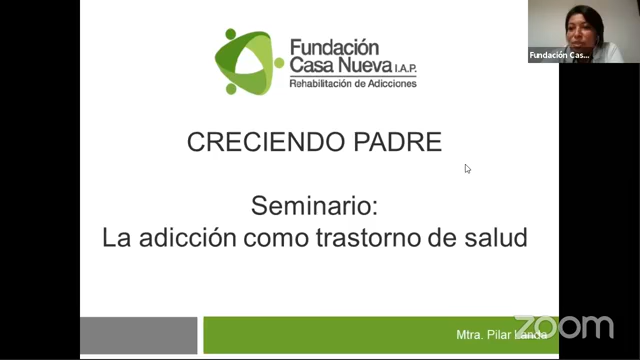 Fundación
Casa Nueva I.A.P.
Rehabilitación de Adicciones
Fundación Cas...
CRECIENDO PADRE
Seminario:
La adicción como trastorno de salud
Mtra. Pilar Landa
zoom